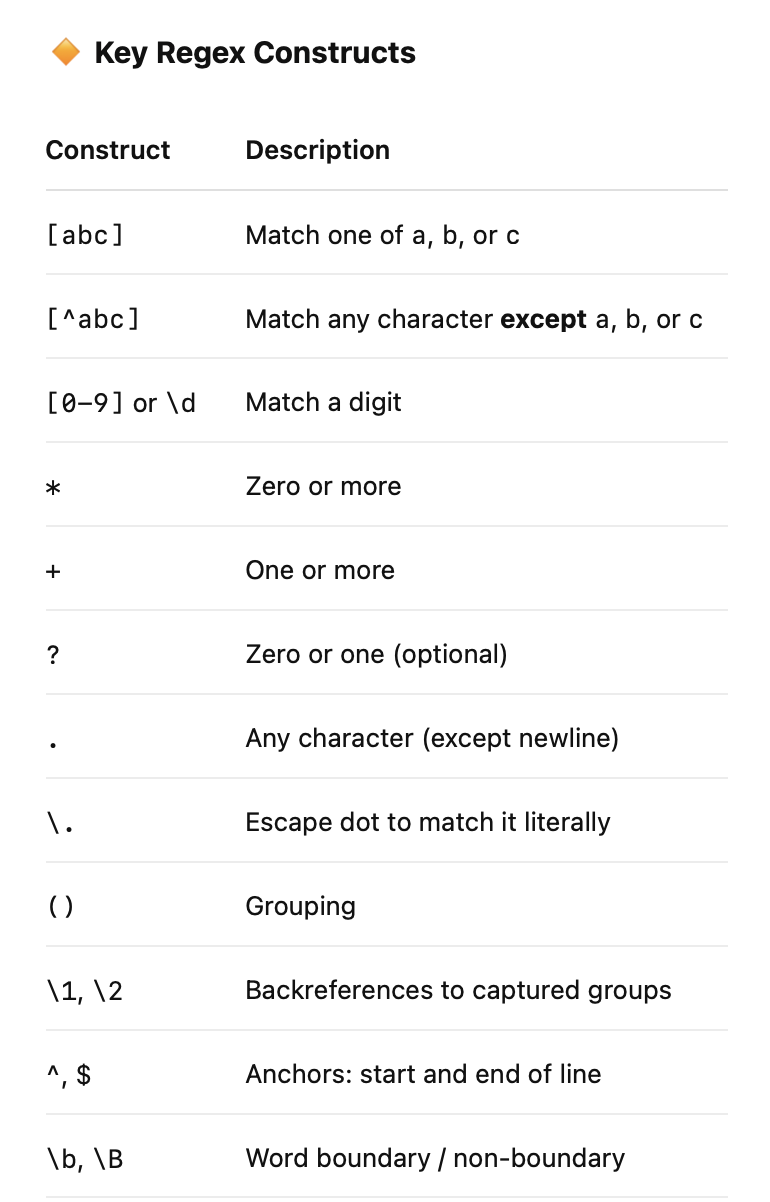 🔶 Key Regex Constructs
Construct Description
[abc] Match one of a, b, or c
[^abc] Match any character except a, b, or c
[0–9] or \d Match a digit
* Zero or more
+ One or more
? Zero or one (optional)
. Any character (except newline)
\. Escape dot to match it literally
() Grouping
\1, \2 Backreferences to captured groups
^, $ Anchors: start and end of line
\b, \B Word boundary / non-boundary